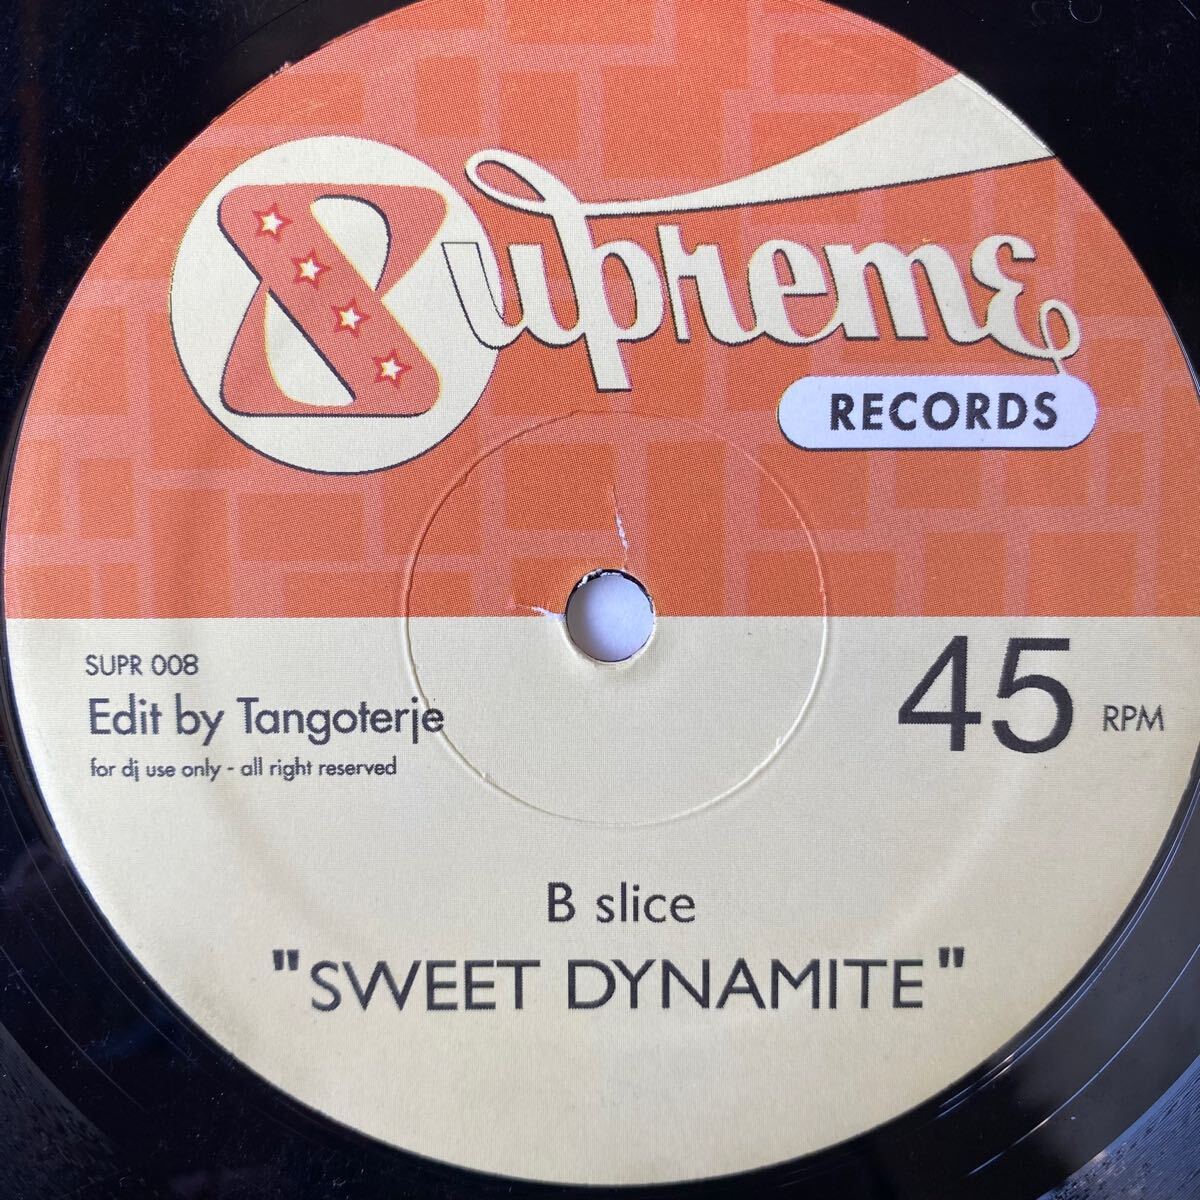 Supreme
RECORDS
SUPR 008
Edit by Tangoterje
for dj use only - all right reserved
45 RPM
B slice
"SWEET DYNAMITE"